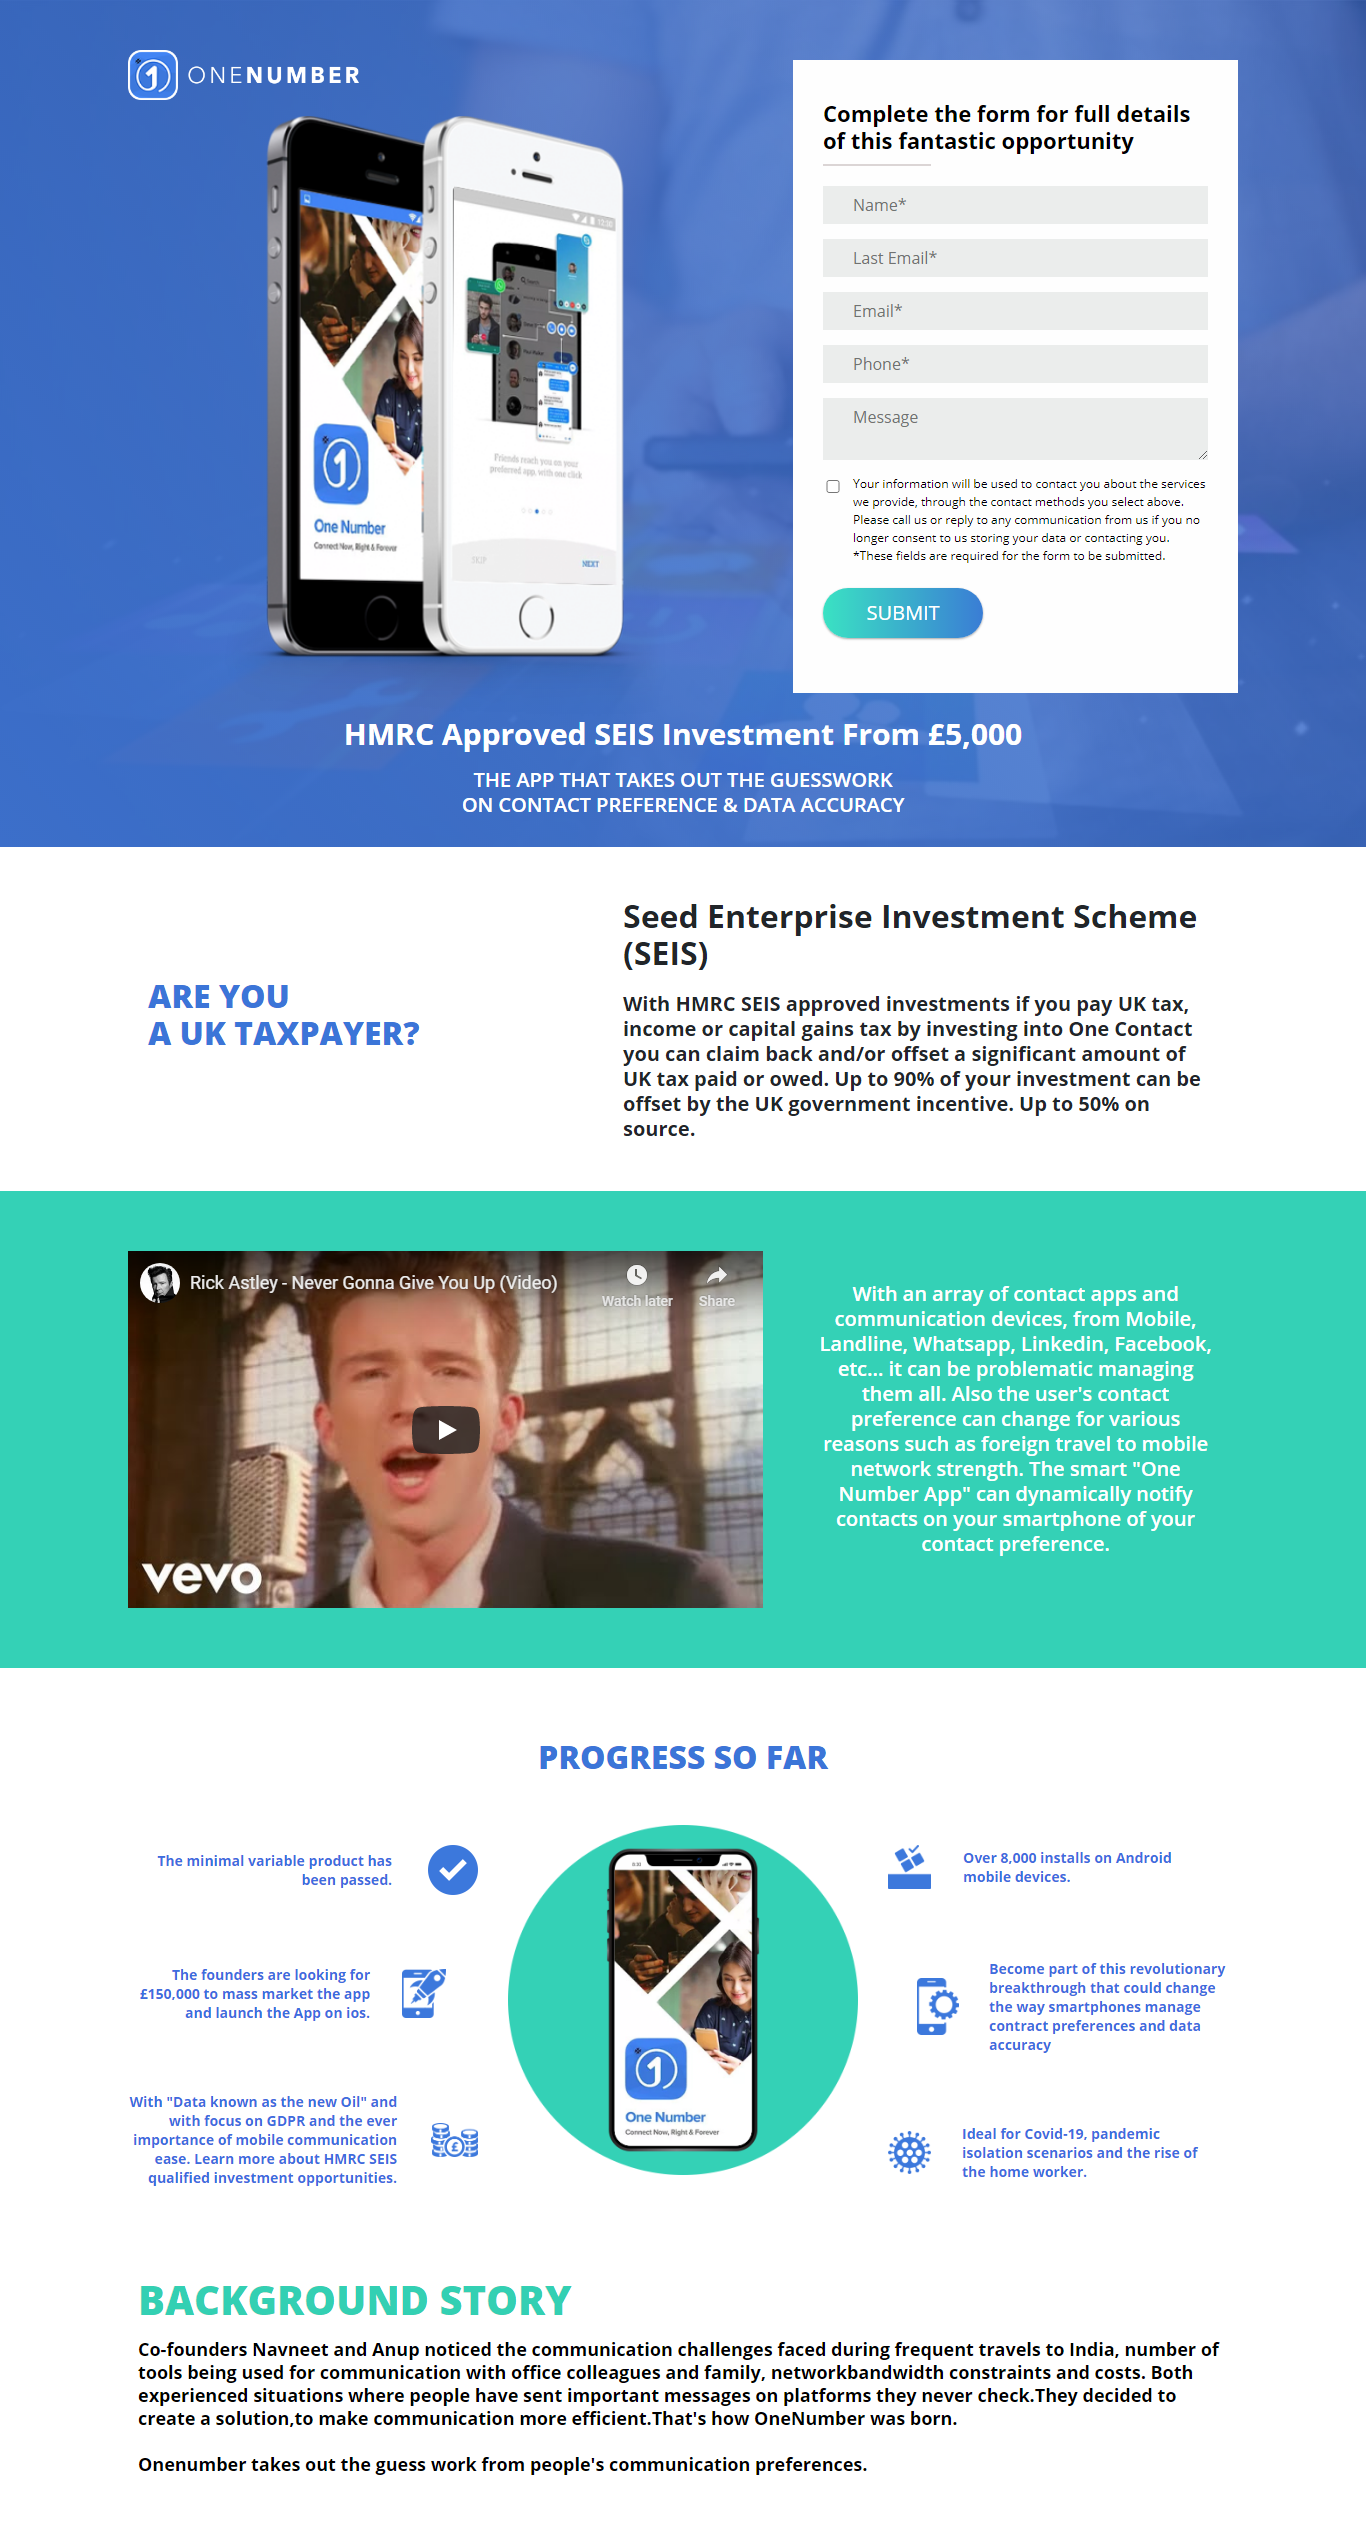 ONENUMBER
Complete the form for full details
of this fantastic opportunity
Name*
Last Email*
Email*
Phone*
Message
Your information will be used to contact you about the services
we provide, through the contact methods you select above.
Please call us or reply to any communication from us if you no
longer consent to us storing your data or contacting you.
*These fields are required for the form to be submitted.
SUBMIT
One Number
Connect Now, Right & Forever
Friends reach you on your
preferred app, with one click
SKIP
NEXT
HMRC Approved SEIS Investment From £5,000
THE APP THAT TAKES OUT THE GUESSWORK
ON CONTACT PREFERENCE & DATA ACCURACY
ARE YOU
A UK TAXPAYER?
Seed Enterprise Investment Scheme
(SEIS)
With HMRC SEIS approved investments if you pay UK tax,
income or capital gains tax by investing into One Contact
you can claim back and/or offset a significant amount of
UK tax paid or owed. Up to 90% of your investment can be
offset by the UK government incentive. Up to 50% on
source.
Rick Astley - Never Gonna Give You Up (Video)
Watch later
Share
vevo
With an array of contact apps and
communication devices, from Mobile,
Landline, Whatsapp, Linkedin, Facebook,
etc... it can be problematic managing
them all. Also the user's contact
preference can change for various
reasons such as foreign travel to mobile
network strength. The smart "One
Number App" can dynamically notify
contacts on your smartphone of your
contact preference.
PROGRESS SO FAR
The minimal variable product has
been passed.
The founders are looking for
£150,000 to mass market the app
and launch the App on ios.
With "Data known as the new Oil" and
with focus on GDPR and the ever
importance of mobile communication
ease. Learn more about HMRC SEIS
qualified investment opportunities.
One Number
Connect Now, Right & Forever
Over 8,000 installs on Android
mobile devices.
Become part of this revolutionary
breakthrough that could change
the way smartphones manage
contract preferences and data
accuracy
Ideal for Covid-19, pandemic
isolation scenarios and the rise of
the home worker.
BACKGROUND STORY
Co-founders Navneet and Anup noticed the communication challenges faced during frequent travels to India, number of
tools being used for communication with office colleagues and family, networkbandwidth constraints and costs. Both
experienced situations where people have sent important messages on platforms they never check.They decided to
create a solution,to make communication more efficient.That's how OneNumber was born.
Onenumber takes out the guess work from people's communication preferences.